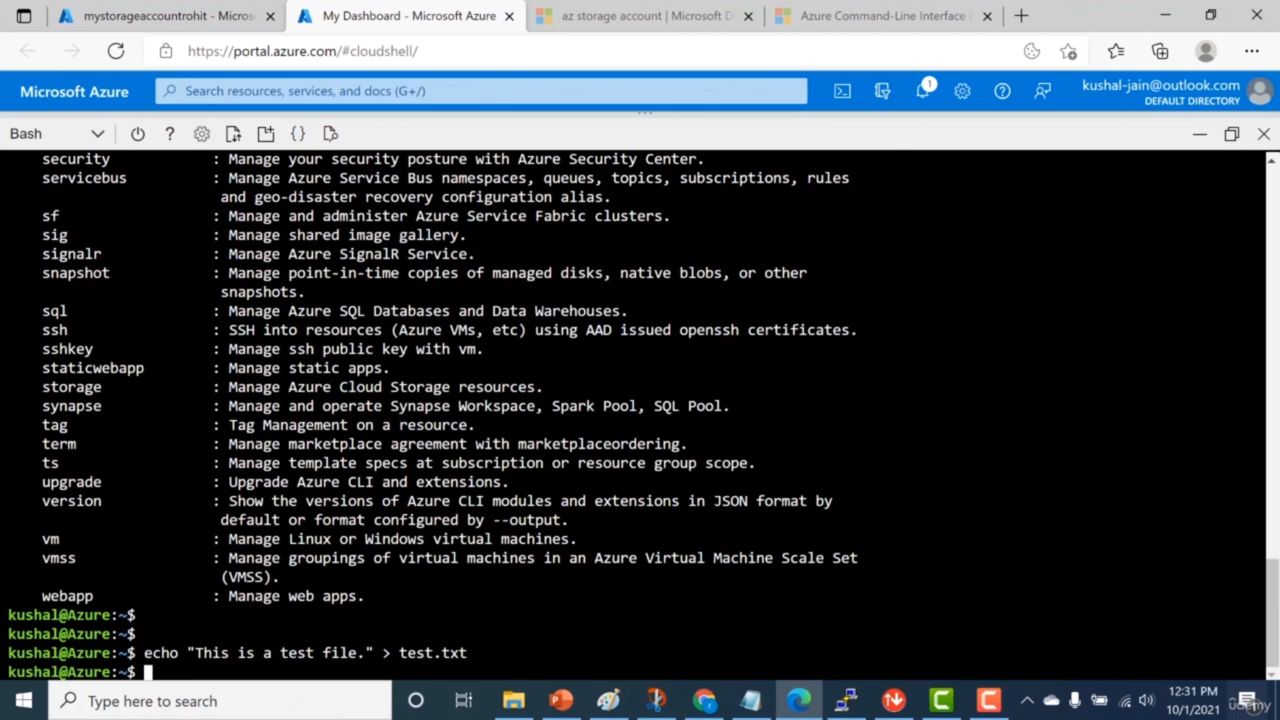 mystorageaccountrohit - Micros
My Dashboard - Microsoft Azure
az storage account | Microsoft D
Azure Command-Line Interface (
https://portal.azure.com/#cloudshell/
Microsoft Azure
Search resources, services, and docs (G+/)
1
kushal-jain@outlook.com
DEFAULT DIRECTORY
Bash
security : Manage your security posture with Azure Security Center.
servicebus : Manage Azure Service Bus namespaces, queues, topics, subscriptions, rules
and geo-disaster recovery configuration alias.
sf : Manage and administer Azure Service Fabric clusters.
sig : Manage shared image gallery.
signalr : Manage Azure SignalR Service.
snapshot : Manage point-in-time copies of managed disks, native blobs, or other
snapshots.
sql : Manage Azure SQL Databases and Data Warehouses.
ssh : SSH into resources (Azure VMs, etc) using AAD issued openssh certificates.
sshkey : Manage ssh public key with vm.
staticwebapp : Manage static apps.
storage : Manage Azure Cloud Storage resources.
synapse : Manage and operate Synapse Workspace, Spark Pool, SQL Pool.
tag : Tag Management on a resource.
term : Manage marketplace agreement with marketplaceordering.
ts : Manage template specs at subscription or resource group scope.
upgrade : Upgrade Azure CLI and extensions.
version : Show the versions of Azure CLI modules and extensions in JSON format by
default or format configured by --output.
vm : Manage Linux or Windows virtual machines.
vmss : Manage groupings of virtual machines in an Azure Virtual Machine Scale Set
(VMSS).
webapp : Manage web apps.
kushal@Azure:~$
kushal@Azure:~$
kushal@Azure:~$ echo "This is a test file." > test.txt
kushal@Azure:~$
Type here to search
12:31 PM
10/1/2021
udemy